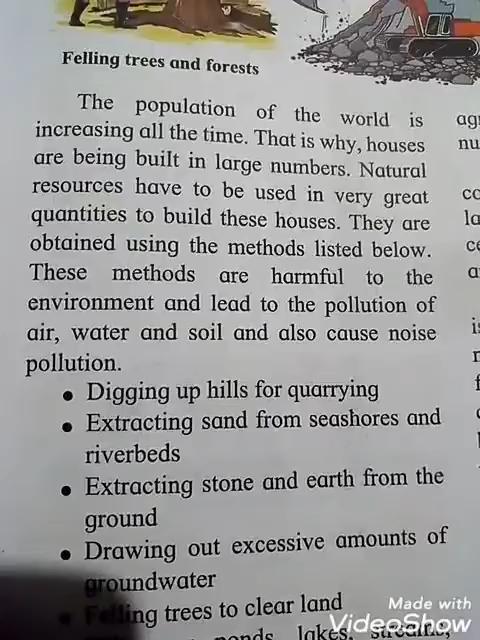 Felling trees and forests
The population of the world is
increasing all the time. That is why, houses
are being built in large numbers. Natural
resources have to be used in very great
quantities to build these houses. They are
obtained using the methods listed below.
These methods are harmful to the
environment and lead to the pollution of
air, water and soil and also cause noise
pollution.
• Digging up hills for quarrying
• Extracting sand from seashores and
riverbeds
• Extracting stone and earth from the
ground
• Drawing out excessive amounts of
groundwater
• Felling trees to clear land
ponds, lakes, streams,
Made with
VideoShow